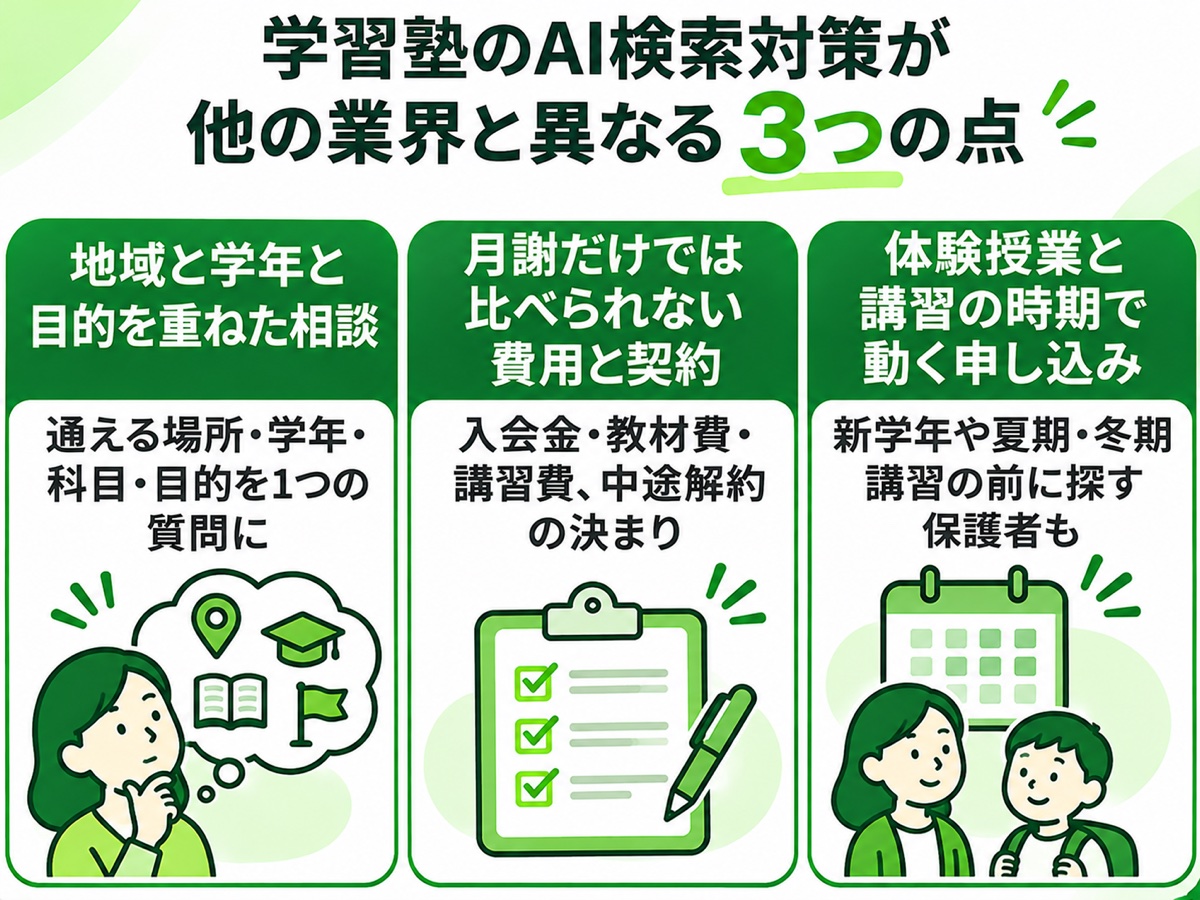 学習塾のAI検索対策が
他の業界と異なる3つの点
地域と学年と
目的を重ねた相談
通える場所・学年・
科目・目的を1つの
質問に
月謝だけでは
比べられない
費用と契約
入会金・教材費・
講習費、中途解約
の決まり
体験授業と
講習の時期で
動く申し込み
新学年や夏期・冬期
講習の前に探す
保護者も